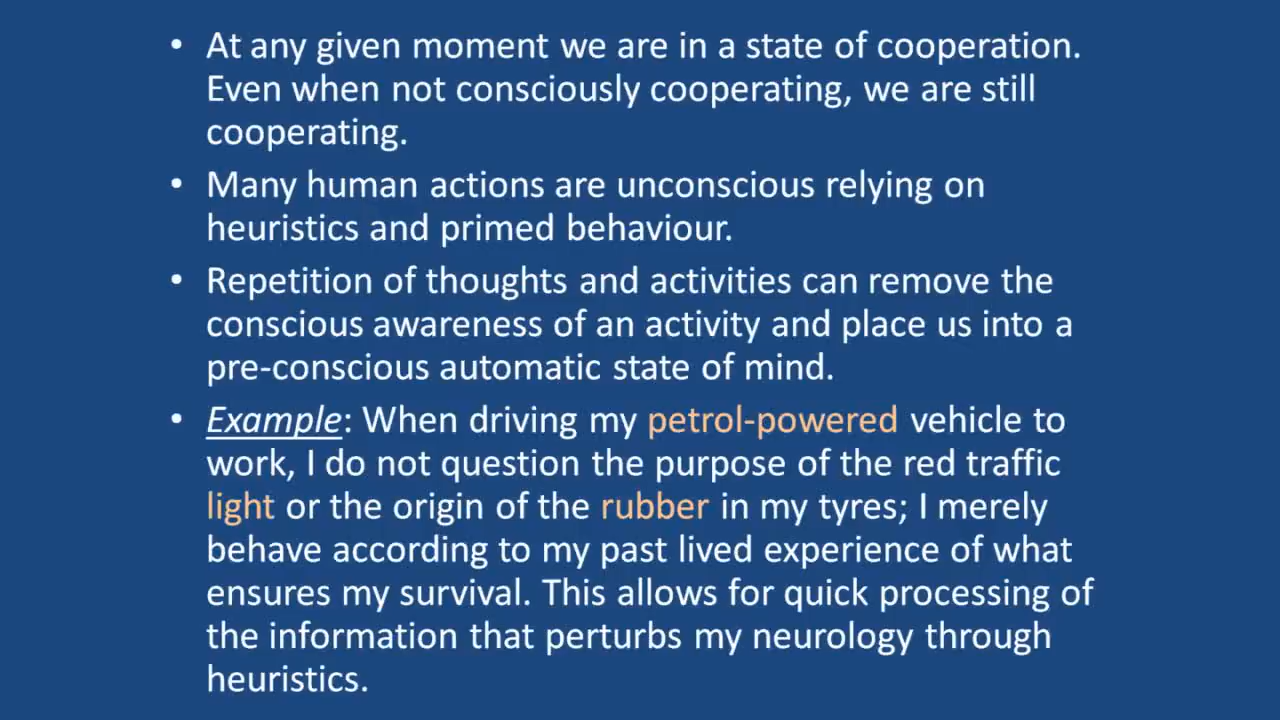 • At any given moment we are in a state of cooperation.
Even when not consciously cooperating, we are still
cooperating.
• Many human actions are unconscious relying on
heuristics and primed behaviour.
• Repetition of thoughts and activities can remove the
conscious awareness of an activity and place us into a
pre-conscious automatic state of mind.
• Example: When driving my petrol-powered vehicle to
work, I do not question the purpose of the red traffic
light or the origin of the rubber in my tyres; I merely
behave according to my past lived experience of what
ensures my survival. This allows for quick processing of
the information that perturbs my neurology through
heuristics.